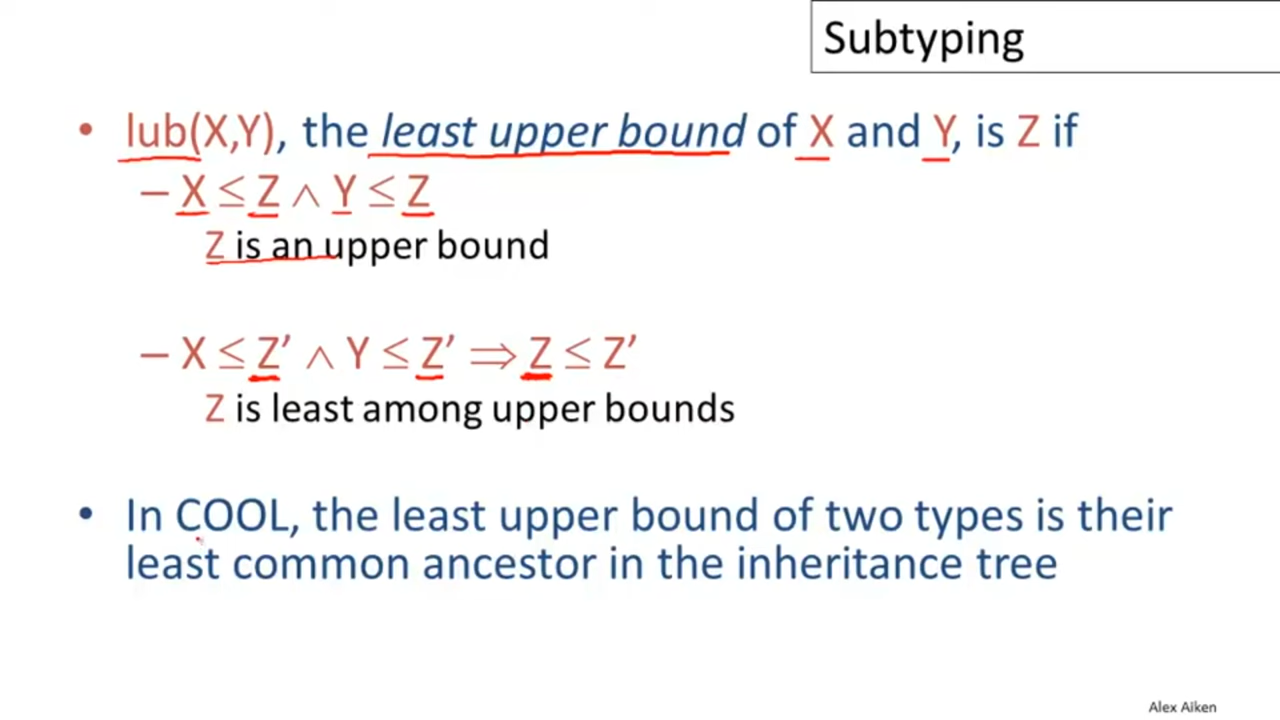 Subtyping
• lub(X,Y), the least upper bound of X and Y, is Z if
– X ≤ Z ∧ Y ≤ Z
Z is an upper bound
– X ≤ Z’ ∧ Y ≤ Z’ ⇒ Z ≤ Z’
Z is least among upper bounds
• In COOL, the least upper bound of two types is their
least common ancestor in the inheritance tree
Alex Aiken